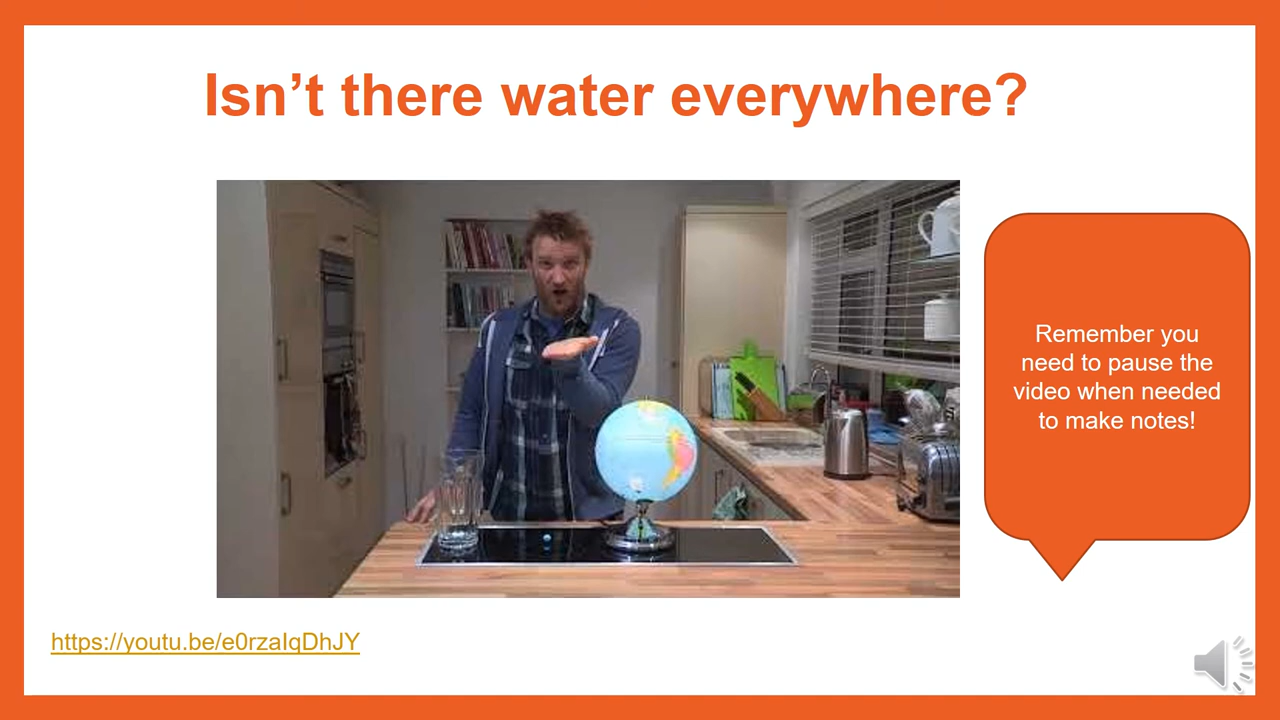 Isn’t there water everywhere?
Remember you
need to pause the
video when needed
to make notes!
https://youtu.be/e0rzaIqDhJY